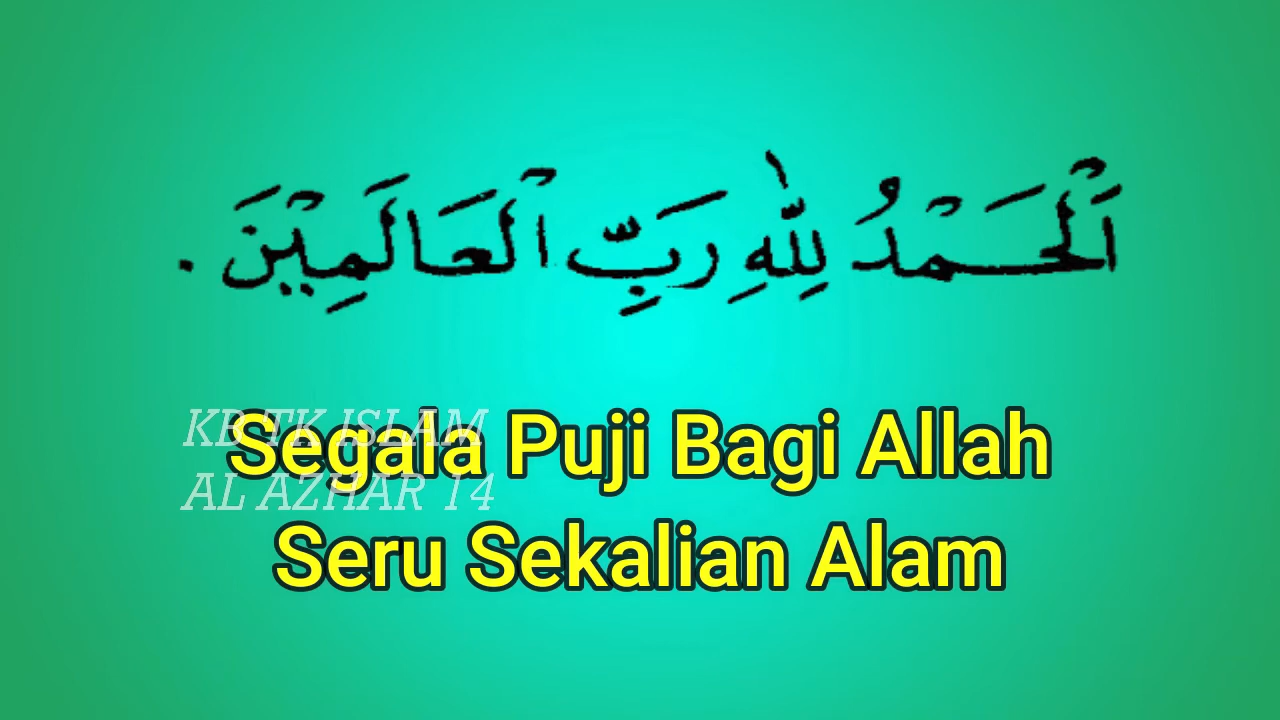 اَلْحَمْدُ لِلّٰهِ رَبِّ الْعَالَمِيْنَ .
Segala Puji Bagi Allah
Seru Sekalian Alam
KB TK ISLAM
AL AZHAR 14